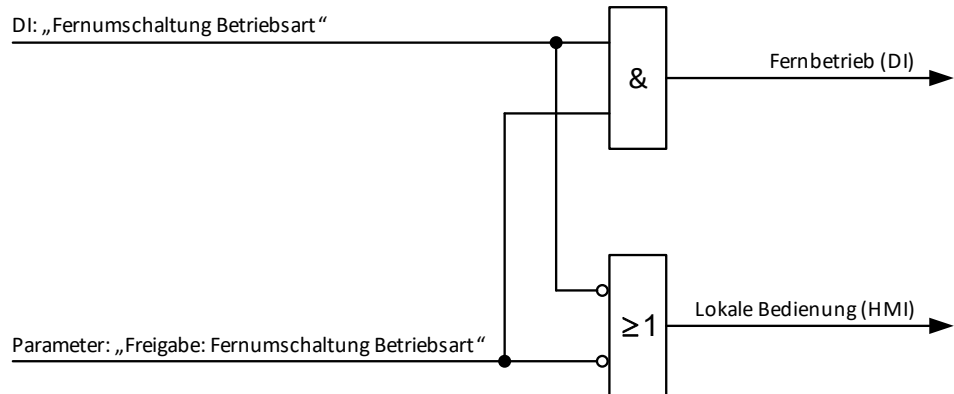 DI: „Fernumschaltung Betriebsart“
&
Fernbetrieb (DI)
≥1
Lokale Bedienung (HMI)
Parameter: „Freigabe: Fernumschaltung Betriebsart“